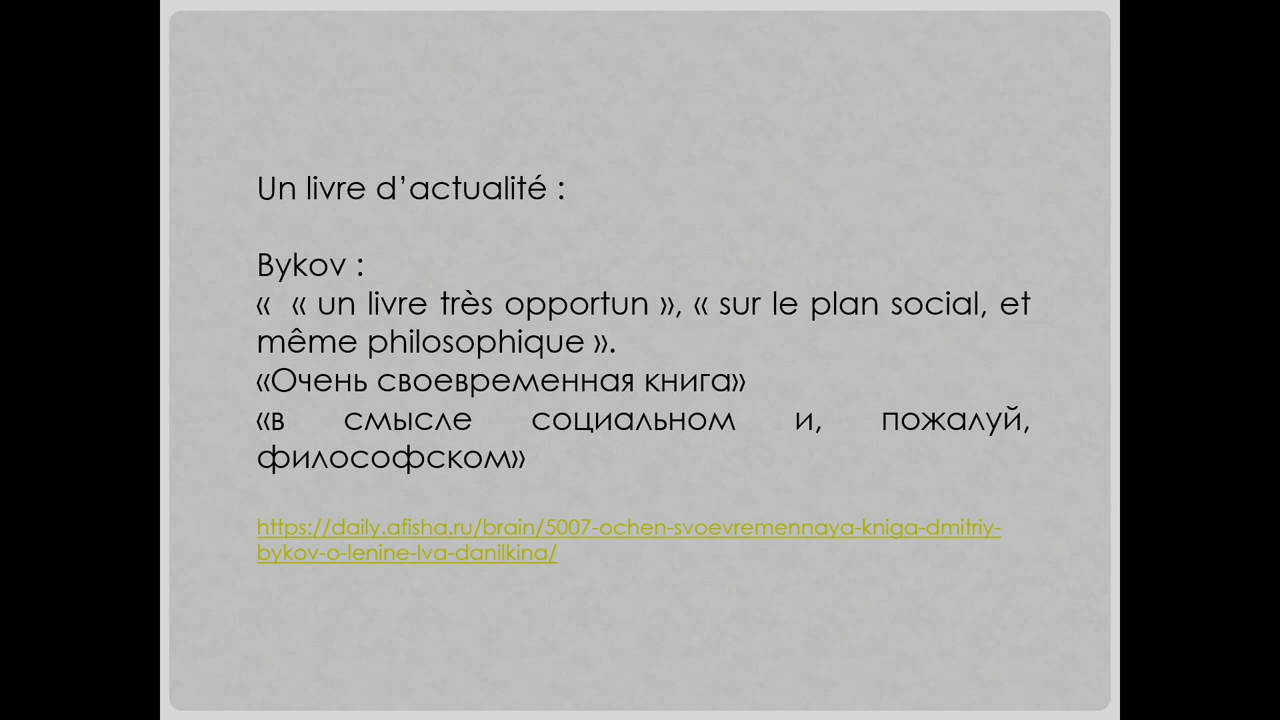 Un livre d’actualité :
Bykov :
«  « un livre très opportun », « sur le plan social, et
même philosophique ».
«Очень своевременная книга»
«в смысле социальном и, пожалуй,
философском»
https://daily.afisha.ru/brain/5007-ochen-svoevremennaya-kniga-dmitriy-
bykov-o-lenine-lva-danilkina/